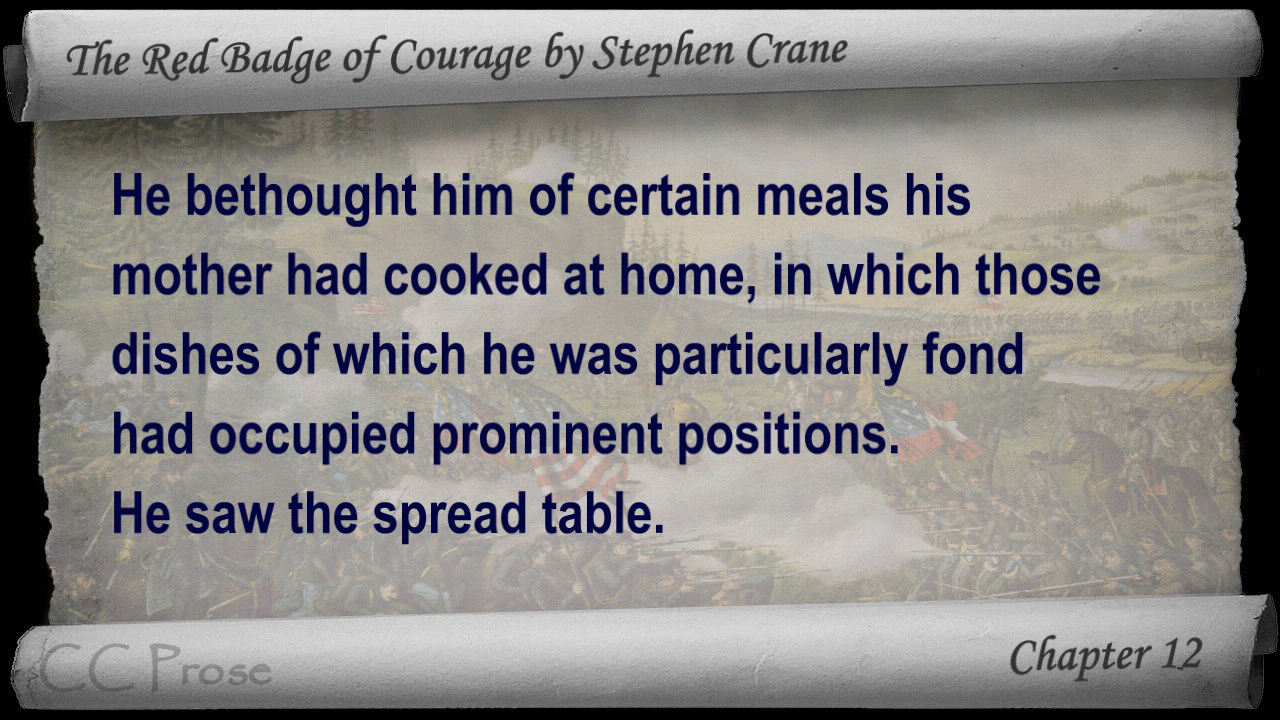 The Red Badge of Courage by Stephen Crane
He bethought him of certain meals his
mother had cooked at home, in which those
dishes of which he was particularly fond
had occupied prominent positions.
He saw the spread table.
CC Prose
Chapter 12